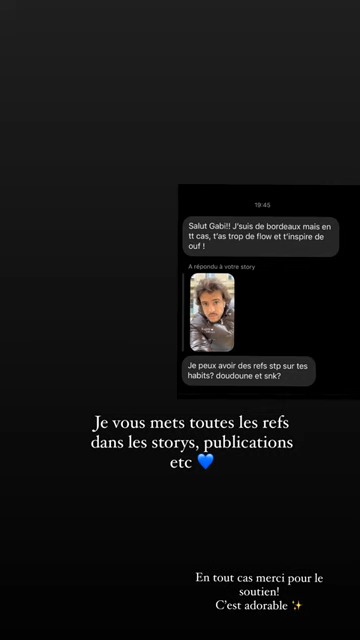 19:45
Salut Gabi!! J'suis de bordeaux mais en
tt cas, t'as trop de flow et t'inspire de
ouf !
A répondu à votre story
Je peux avoir des refs stp sur tes
habits? doudoune et snk?
Je vous mets toutes les refs
dans les storys, publications
etc 💙
En tout cas merci pour le
soutien!
C'est adorable ✨